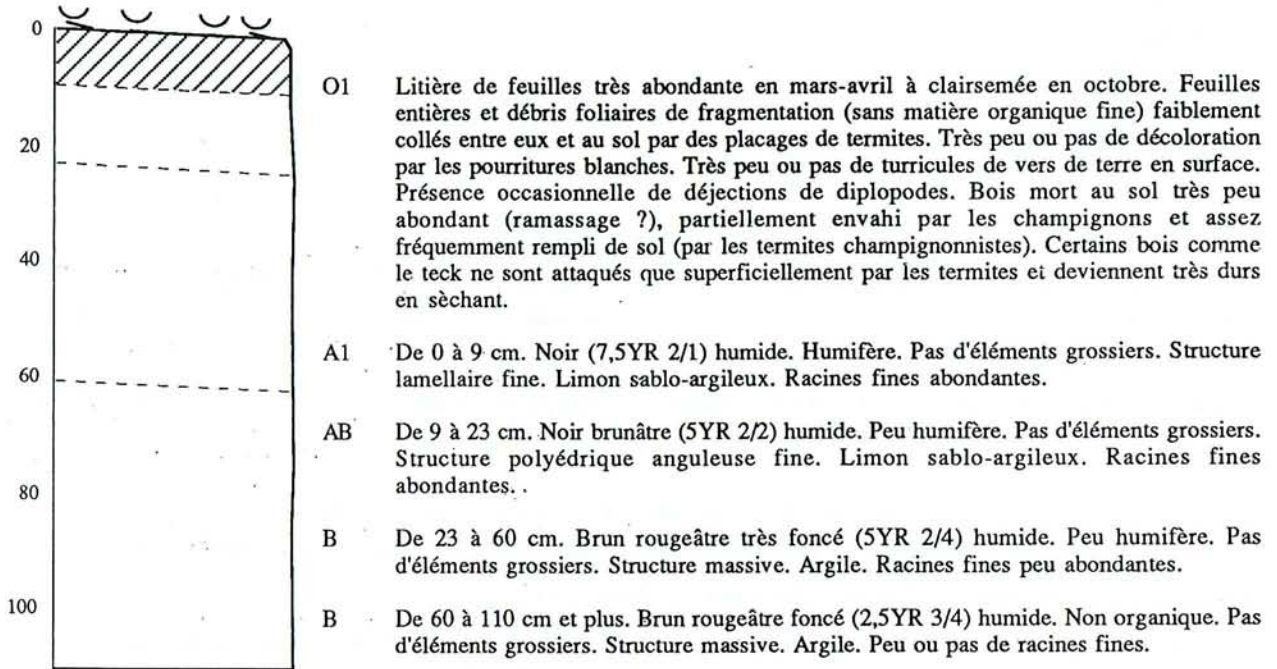 0
20
40
60
80
100
O1 Litière de feuilles très abondante en mars-avril à clairsemée en octobre. Feuilles
entières et débris foliaires de fragmentation (sans matière organique fine) faiblement
collés entre eux et au sol par des placages de termites. Très peu ou pas de décoloration
par les pourritures blanches. Très peu ou pas de turricules de vers de terre en surface.
Présence occasionnelle de déjections de diplopodes. Bois mort au sol très peu
abondant (ramassage ?), partiellement envahi par les champignons et assez
fréquemment rempli de sol (par les termites champignonnistes). Certains bois comme
le teck ne sont attaqués que superficiellement par les termites et deviennent très durs
en sèchant.
A1 De 0 à 9 cm. Noir (7,5YR 2/1) humide. Humifère. Pas d'éléments grossiers. Structure
lamellaire fine. Limon sablo-argileux. Racines fines abondantes.
AB De 9 à 23 cm. Noir brunâtre (5YR 2/2) humide. Peu humifère. Pas d'éléments grossiers.
Structure polyédrique anguleuse fine. Limon sablo-argileux. Racines fines
abondantes.
B De 23 à 60 cm. Brun rougeâtre très foncé (5YR 2/4) humide. Peu humifère. Pas
d'éléments grossiers. Structure massive. Argile. Racines fines peu abondantes.
B De 60 à 110 cm et plus. Brun rougeâtre foncé (2,5YR 3/4) humide. Non organique. Pas
d'éléments grossiers. Structure massive. Argile. Peu ou pas de racines fines.